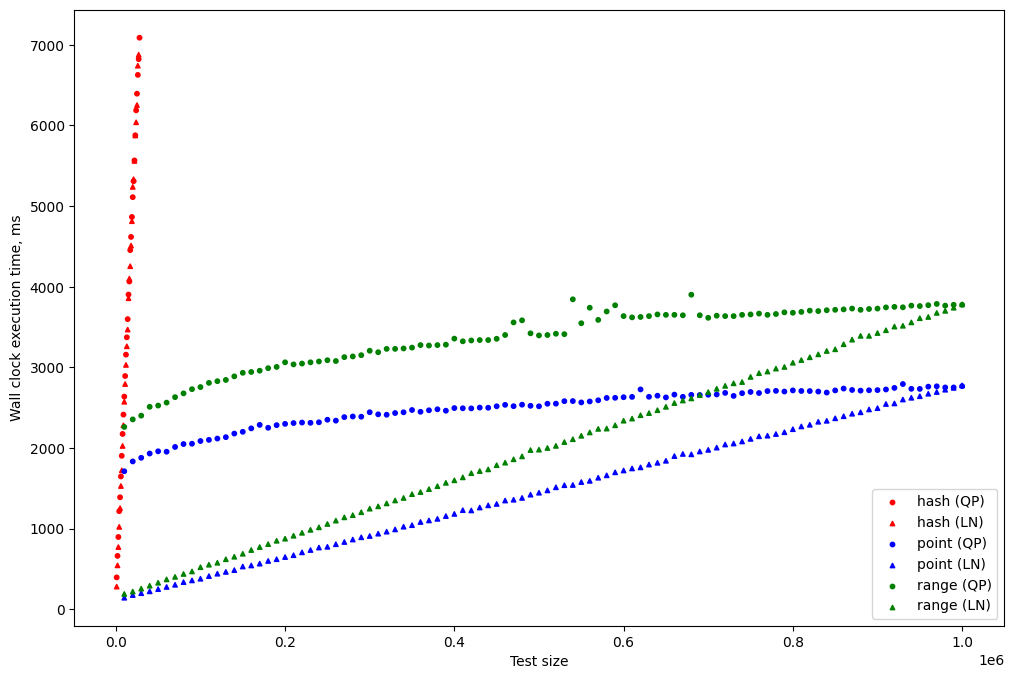 Wall clock execution time, ms
7000
6000
5000
4000
3000
2000
1000
0
0.0 0.2 0.4 0.6 0.8 1.0
1e6
Test size
hash (QP)
hash (LN)
point (QP)
point (LN)
range (QP)
range (LN)